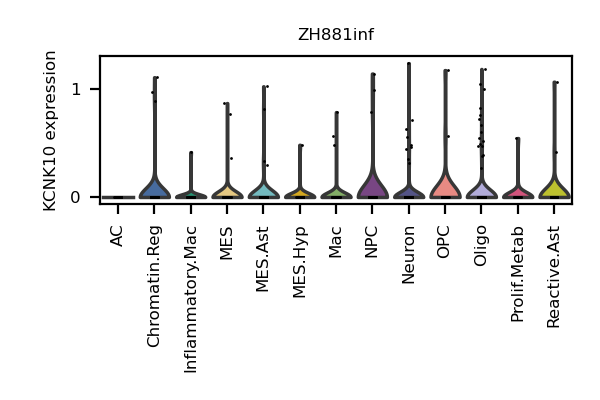 ZH881inf
KCNK10 expression
1
0
AC
Chromatin.Reg
Inflammatory.Mac
MES
MES.Ast
MES.Hyp
Mac
NPC
Neuron
OPC
Oligo
Prolif.Metab
Reactive.Ast